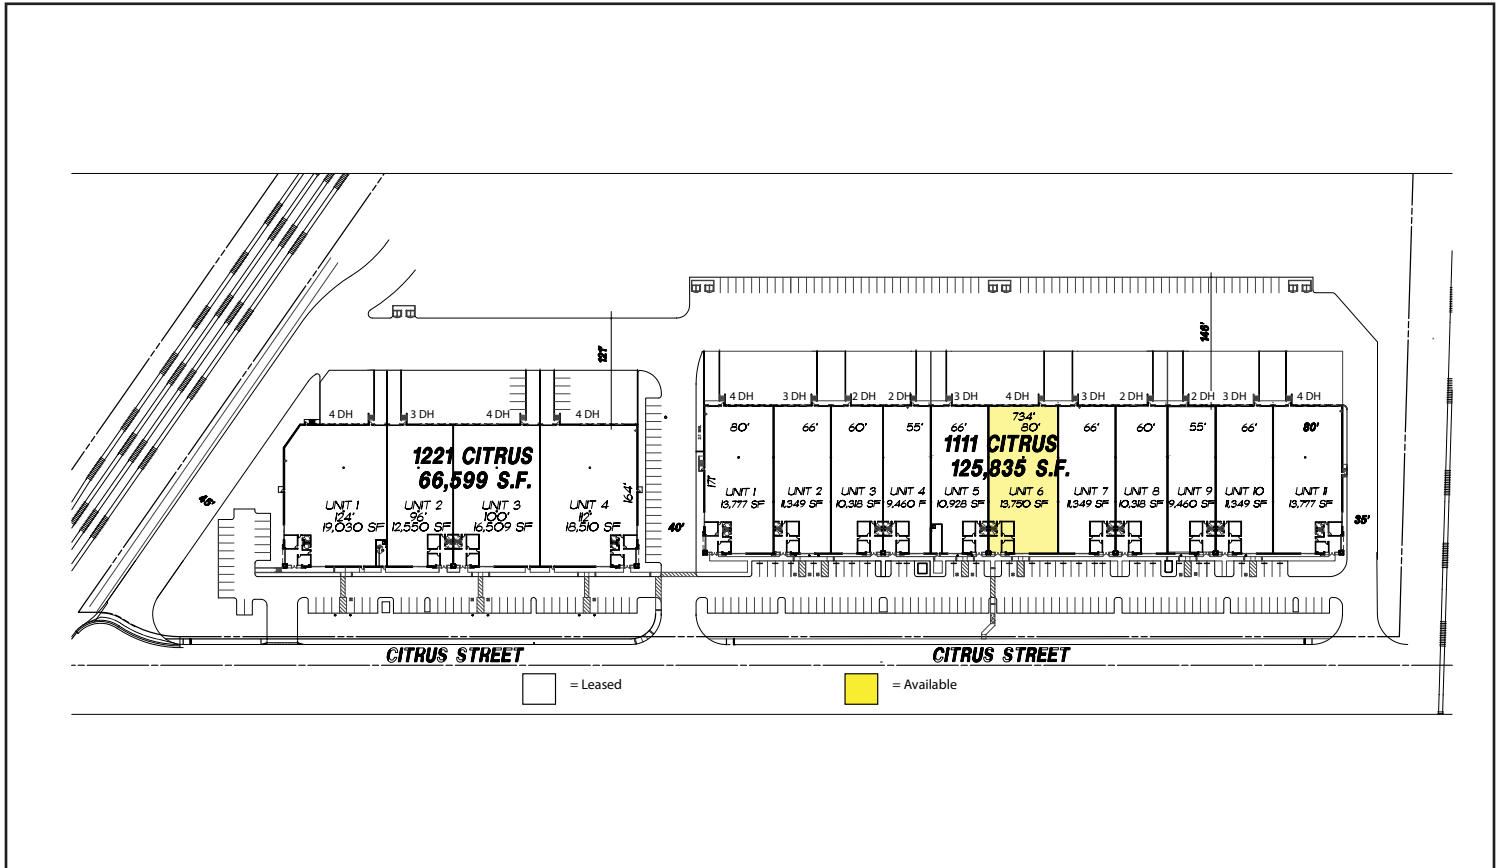 121'
146'
4 DH
3 DH
4 DH
4 DH
4 DH
3 DH
2 DH
2 DH
3 DH
4 DH
3 DH
2 DH
2 DH
3 DH
4 DH
734'
80'
66'
60'
55'
66'
80'
66'
60'
55'
66'
80'
1221 CITRUS
66,599 S.F.
1111 CITRUS
125,835 S.F.
164'
171'
45'
40'
35'
UNIT 1
124'
19,030 SF
UNIT 2
96'
12,550 SF
UNIT 3
100'
16,509 SF
UNIT 4
112'
18,510 SF
UNIT 1
13,777 SF
UNIT 2
11,349 SF
UNIT 3
10,318 SF
UNIT 4
9,460 F
UNIT 5
10,928 SF
UNIT 6
13,750 SF
UNIT 7
11,349 SF
UNIT 8
10,318 SF
UNIT 9
9,460 SF
UNIT 10
11,349 SF
UNIT 11
13,777 SF
CITRUS STREET
CITRUS STREET
= Leased
= Available